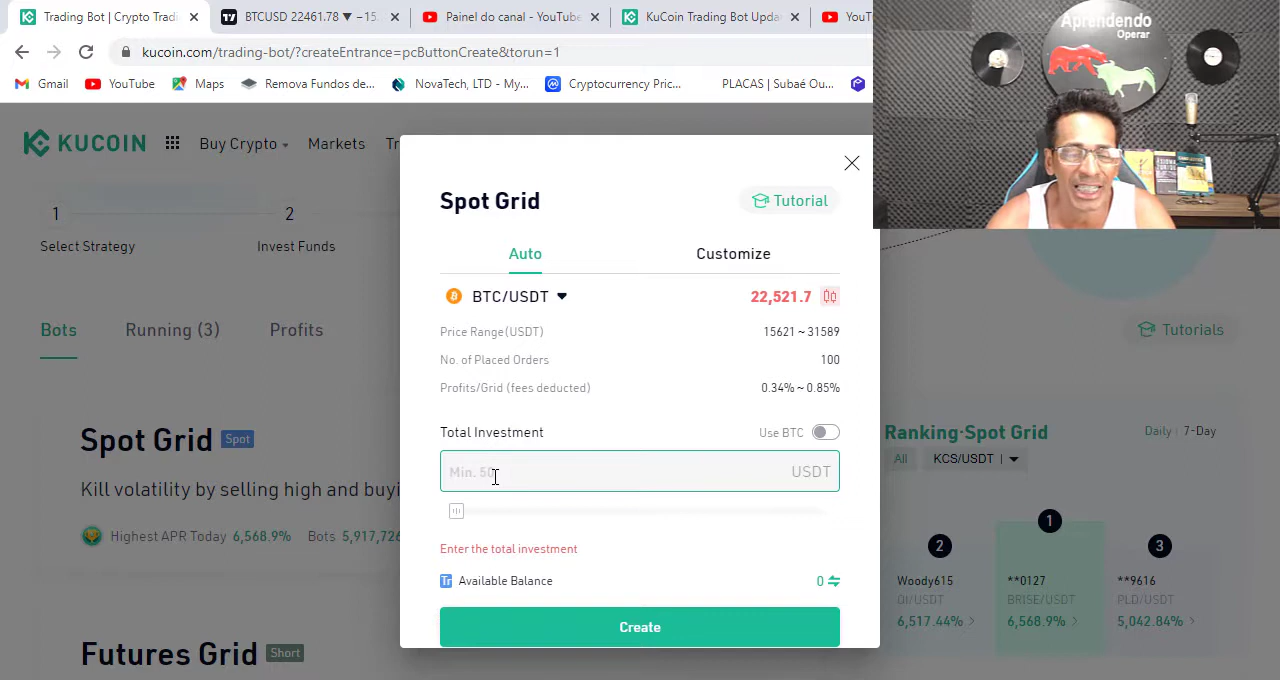 Trading Bot | Crypto Tradi
BTCUSD 22461.78 ▼ −15
Painel do canal - YouTube
KuCoin Trading Bot Upda
YouT
kucoin.com/trading-bot/?createEntrance=pcButtonCreate&torun=1
Gmail
YouTube
Maps
Remova Fundos de...
NovaTech, LTD - My...
Cryptocurrency Pric...
PLACAS | Subaé Ou...
Aprendendo
Operar
KUCOIN
Buy Crypto
Markets
Tr
1
2
Select Strategy
Invest Funds
Bots
Running (3)
Profits
Tutorials
Spot Grid
Spot
Kill volatility by selling high and buyi
Highest APR Today 6,568.9% Bots 5,917,726
Futures Grid
Short
Spot Grid
Tutorial
Auto
Customize
BTC/USDT
22,521.7
Price Range(USDT)
15621 ~ 31589
No. of Placed Orders
100
Profits/Grid (fees deducted)
0.34% ~ 0.85%
Total Investment
Use BTC
Min. 50
USDT
Enter the total investment
Tr Available Balance
0
Create
Ranking·Spot Grid
Daily | 7-Day
All
KCS/USDT
2
1
3
Woody615
**0127
**9616
BRISE/USDT
PLD/USDT
6,517.44%
6,568.9%
5,042.84%